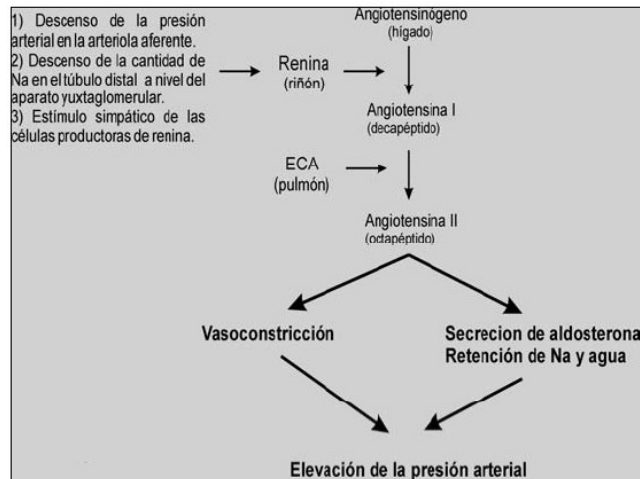 1) Descenso de la presión
arterial en la arteriola aferente.
2) Descenso de la cantidad de
Na en el túbulo distal a nivel del
aparato yuxtaglomerular.
3) Estímulo simpático de las
células productoras de renina.
Angiotensinógeno
(hígado)
Renina
(riñón)
Angiotensina I
(decapéptido)
ECA
(pulmón)
Angiotensina II
(octapéptido)
Vasoconstricción
Secrecion de aldosterona
Retención de Na y agua
Elevación de la presión arterial